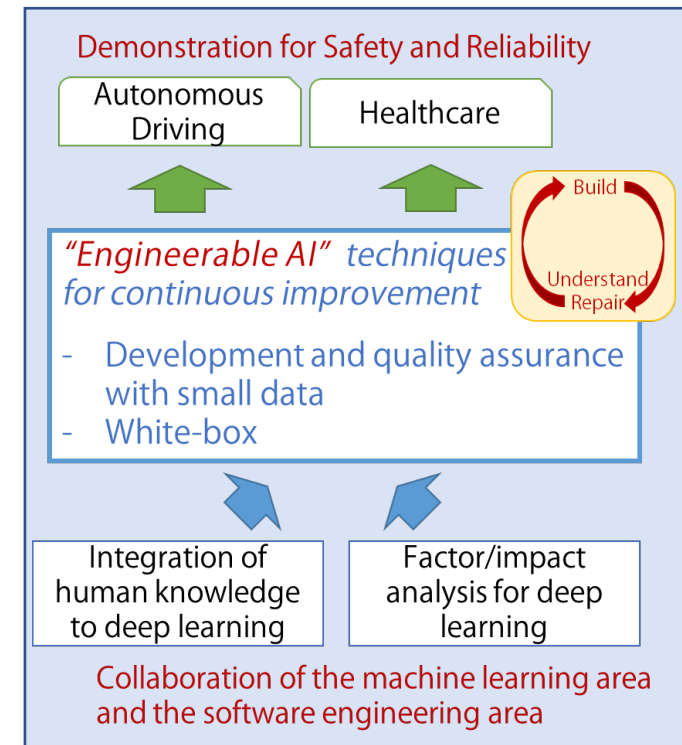 Demonstration for Safety and Reliability
Autonomous
Driving
Healthcare
Build
Understand
Repair
“Engineerable AI” techniques
for continuous improvement
- Development and quality assurance
with small data
- White-box
Integration of
human knowledge
to deep learning
Factor/impact
analysis for deep
learning
Collaboration of the machine learning area
and the software engineering area